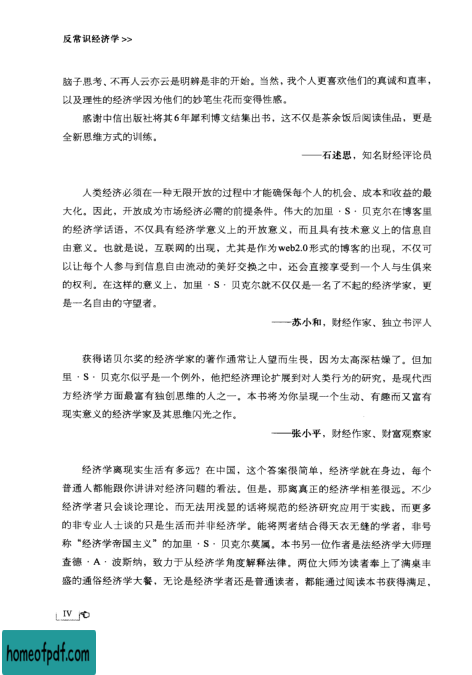 反常识经济学 >>
脑子思考、不再人云亦云是明辨是非的开始。当然，我个人更喜欢他们的真诚和直率，
以及理性的经济学因为他们的妙笔生花而变得性感。
感谢中信出版社将其6年犀利博文结集出书，这不仅是茶余饭后阅读佳品，更是
全新思维方式的训练。
——石述思，知名财经评论员
人类经济必须在一种无限开放的过程中才能确保每个人的机会、成本和收益的最
大化。因此，开放成为市场经济必需的前提条件。伟大的加里·S·贝克尔在博客里
的经济学话语，不仅具有经济学意义上的开放意义，而且具有技术意义上的信息自
由意义。也就是说，互联网的出现，尤其是作为web2.0形式的博客的出现，不仅可
以让每个人参与到信息自由流动的美好交换之中，还会直接享受到一个人与生俱来
的权利。在这样的意义上，加里·S·贝克尔就不仅仅是一名了不起的经济学家，更
是一名自由的守望者。
——苏小和，财经作家、独立书评人
获得诺贝尔奖的经济学家的著作通常让人望而生畏，因为太高深枯燥了。但加
里·S·贝克尔似乎是一个例外，他把经济理论扩展到对人类行为的研究，是现代西
方经济学方面最富有独创思维的人之一。本书将为你呈现一个生动、有趣而又富有
现实意义的经济学家及其思维闪光之作。
——张小平，财经作家、财富观察家
经济学离现实生活有多远？在中国，这个答案很简单，经济学就在身边，每个
普通人都能跟你讲讲对经济问题的看法。但是，那离真正的经济学相差很远。不少
经济学者只会谈论理论，而无法用浅显的话将规范的经济研究应用于实践，而更多
的非专业人士谈的只是生活而并非经济学。能将两者结合得天衣无缝的学者，非号
称“经济学帝国主义”的加里·S·贝克尔莫属。本书另一位作者是法经济学大师理
查德·A·波斯纳，致力于从经济学角度解释法律。两位大师为读者奉上了满桌丰
盛的通俗经济学大餐，无论是经济学者还是普通读者，都能通过阅读本书获得满足，
IV
homeofpdf.com